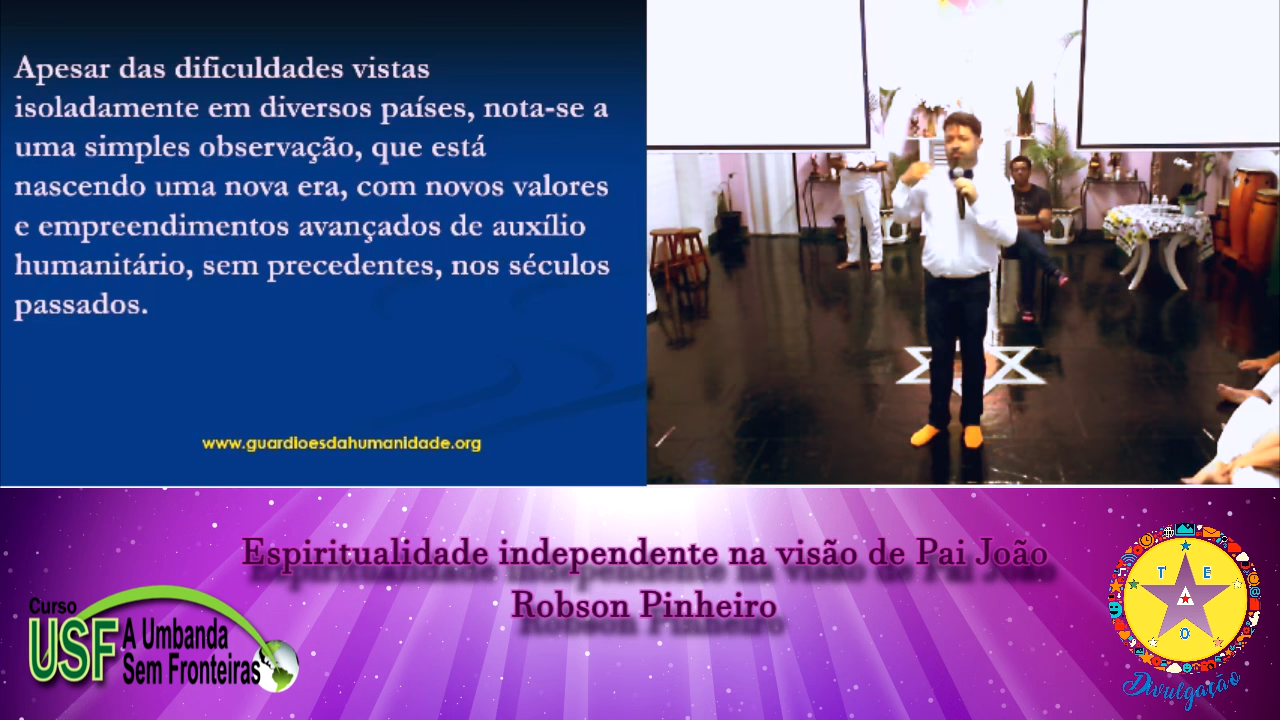 Apesar das dificuldades vistas
isoladamente em diversos países, nota-se a
uma simples observação, que está
nascendo uma nova era, com novos valores
e empreendimentos avançados de auxílio
humanitário, sem precedentes, nos séculos
passados.
www.guardioesdahumanidade.org
Espiritualidade independente na visão de Pai João
Robson Pinheiro
Curso
USF A Umbanda
Sem Fronteiras
T E
A
O
Divulgação